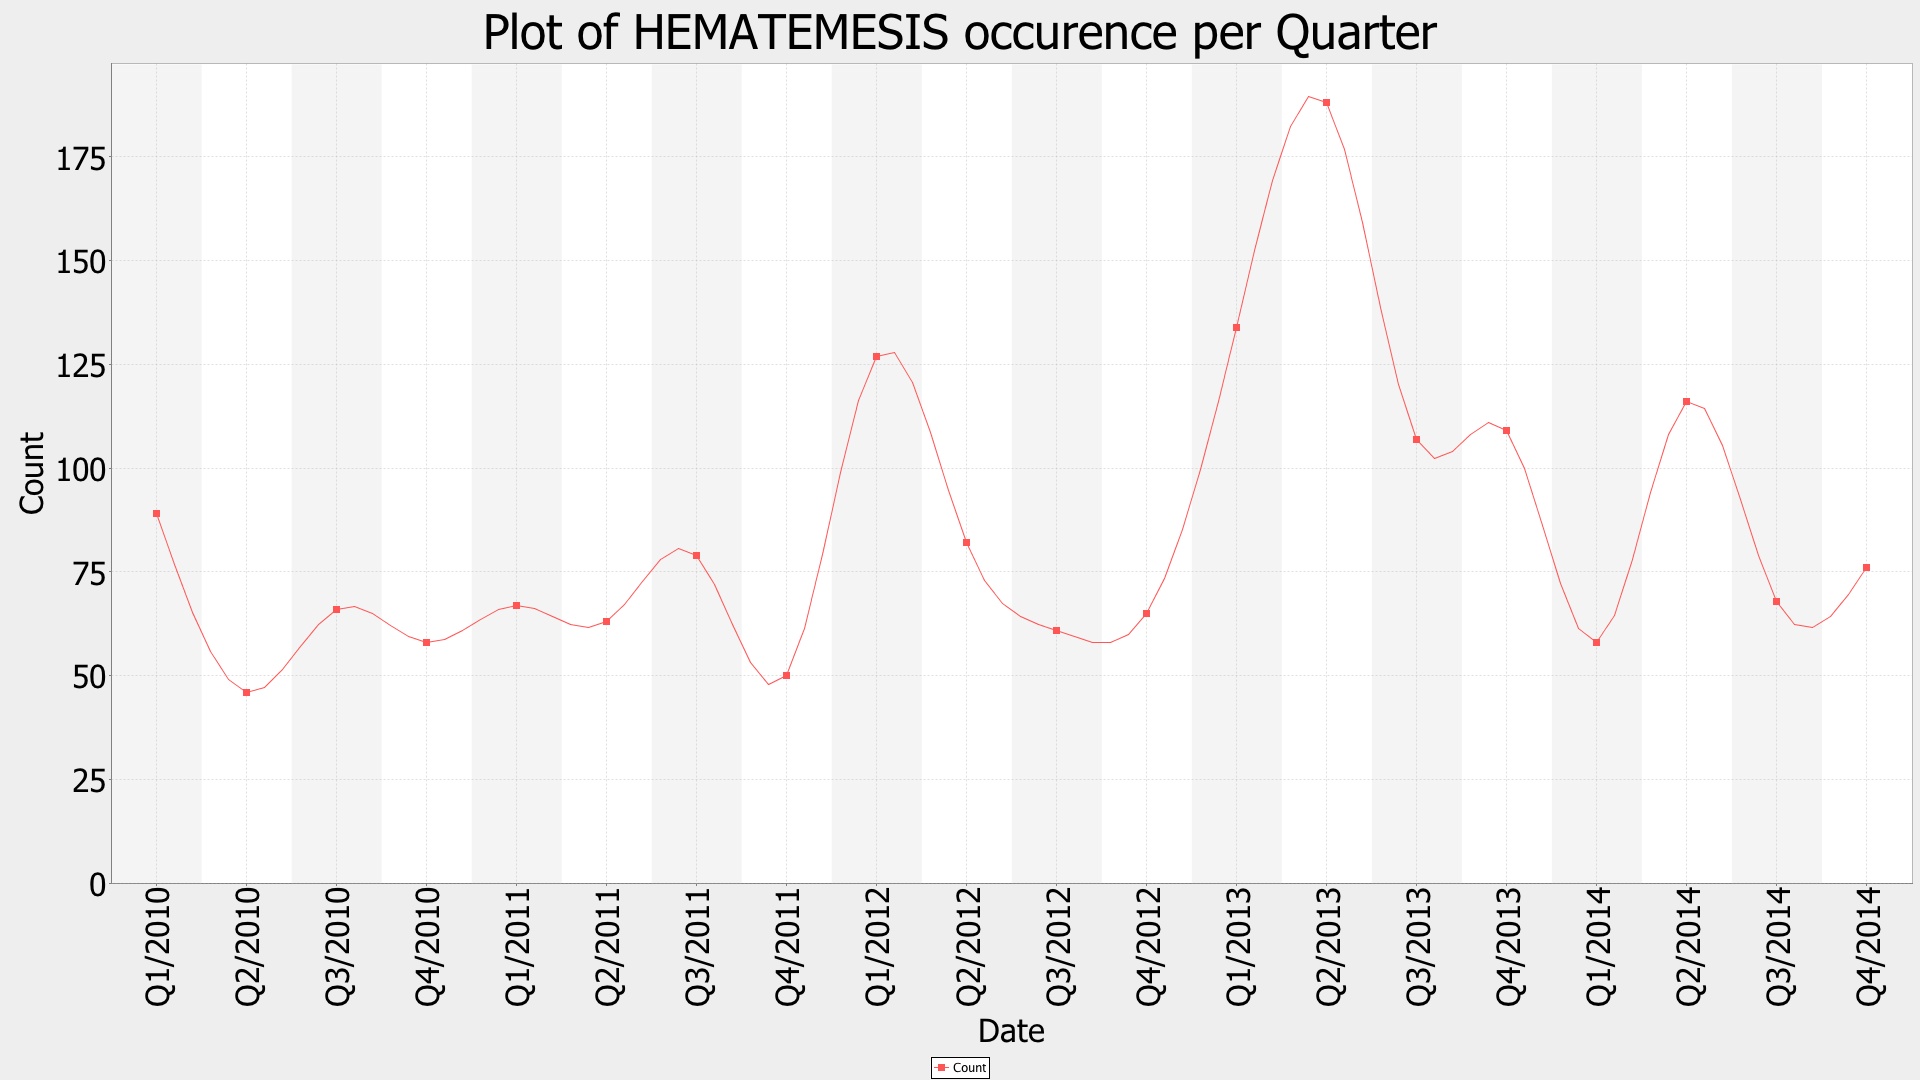 Plot of HEMATEMESIS occurence per Quarter
Count
175
150
125
100
75
50
25
0
Q1/2010
Q2/2010
Q3/2010
Q4/2010
Q1/2011
Q2/2011
Q3/2011
Q4/2011
Q1/2012
Q2/2012
Q3/2012
Q4/2012
Q1/2013
Q2/2013
Q3/2013
Q4/2013
Q1/2014
Q2/2014
Q3/2014
Q4/2014
Date
Count